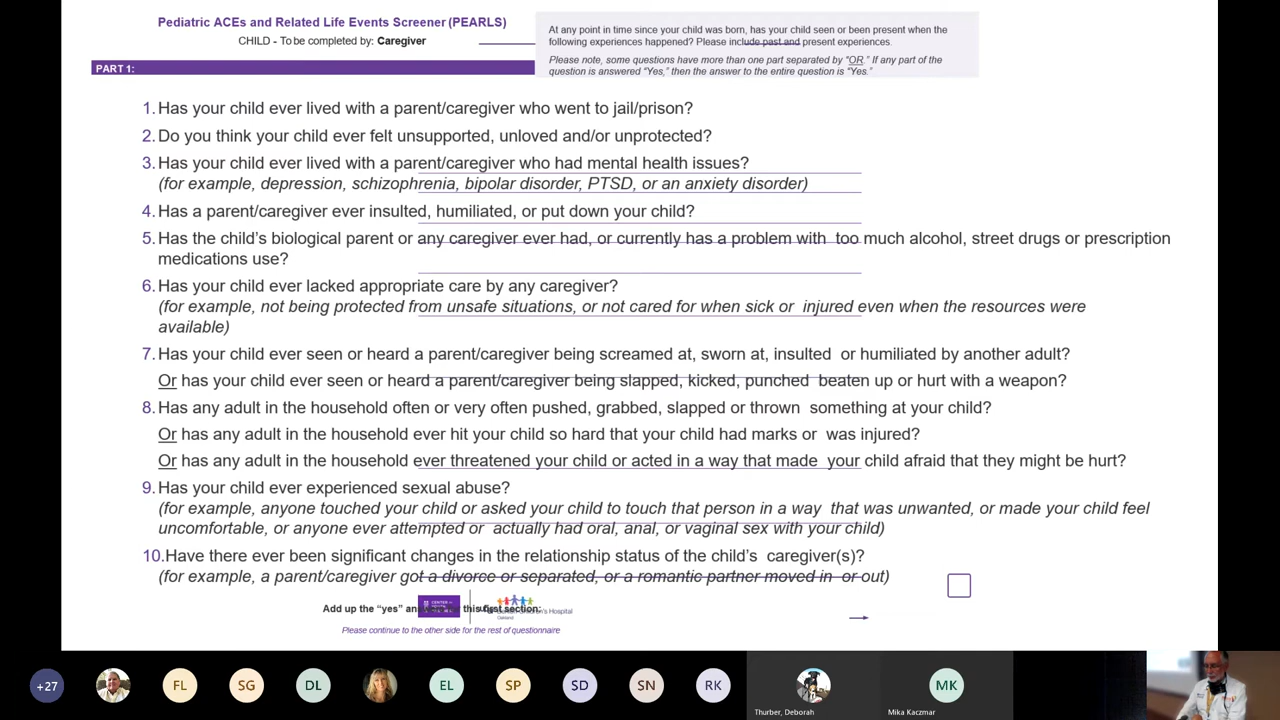 Pediatric ACEs and Related Life Events Screener (PEARLS)
CHILD - To be completed by: Caregiver
At any point in time since your child was born, has your child seen or been present when the
following experiences happened? Please include past and present experiences.
Please note, some questions have more than one part separated by “OR.” If any part of the
question is answered “Yes,” then the answer to the entire question is “Yes.”
PART 1:
1. Has your child ever lived with a parent/caregiver who went to jail/prison?
2. Do you think your child ever felt unsupported, unloved and/or unprotected?
3. Has your child ever lived with a parent/caregiver who had mental health issues?
(for example, depression, schizophrenia, bipolar disorder, PTSD, or an anxiety disorder)
4. Has a parent/caregiver ever insulted, humiliated, or put down your child?
5. Has the child’s biological parent or any caregiver ever had, or currently has a problem with too much alcohol, street drugs or prescription
medications use?
6. Has your child ever lacked appropriate care by any caregiver?
(for example, not being protected from unsafe situations, or not cared for when sick or injured even when the resources were
available)
7. Has your child ever seen or heard a parent/caregiver being screamed at, sworn at, insulted or humiliated by another adult?
Or has your child ever seen or heard a parent/caregiver being slapped, kicked, punched beaten up or hurt with a weapon?
8. Has any adult in the household often or very often pushed, grabbed, slapped or thrown something at your child?
Or has any adult in the household ever hit your child so hard that your child had marks or was injured?
Or has any adult in the household ever threatened your child or acted in a way that made your child afraid that they might be hurt?
9. Has your child ever experienced sexual abuse?
(for example, anyone touched your child or asked your child to touch that person in a way that was unwanted, or made your child feel
uncomfortable, or anyone ever attempted or actually had oral, anal, or vaginal sex with your child)
10. Have there ever been significant changes in the relationship status of the child’s caregiver(s)?
(for example, a parent/caregiver got a divorce or separated, or a romantic partner moved in or out)
Add up the “yes” for this first section:
Children's Hospital
Oakland
Please continue to the other side for the rest of questionnaire
+27
FL
SG
DL
EL
SP
SD
SN
RK
MK
Thurber, Deborah
Mika Kaczmar